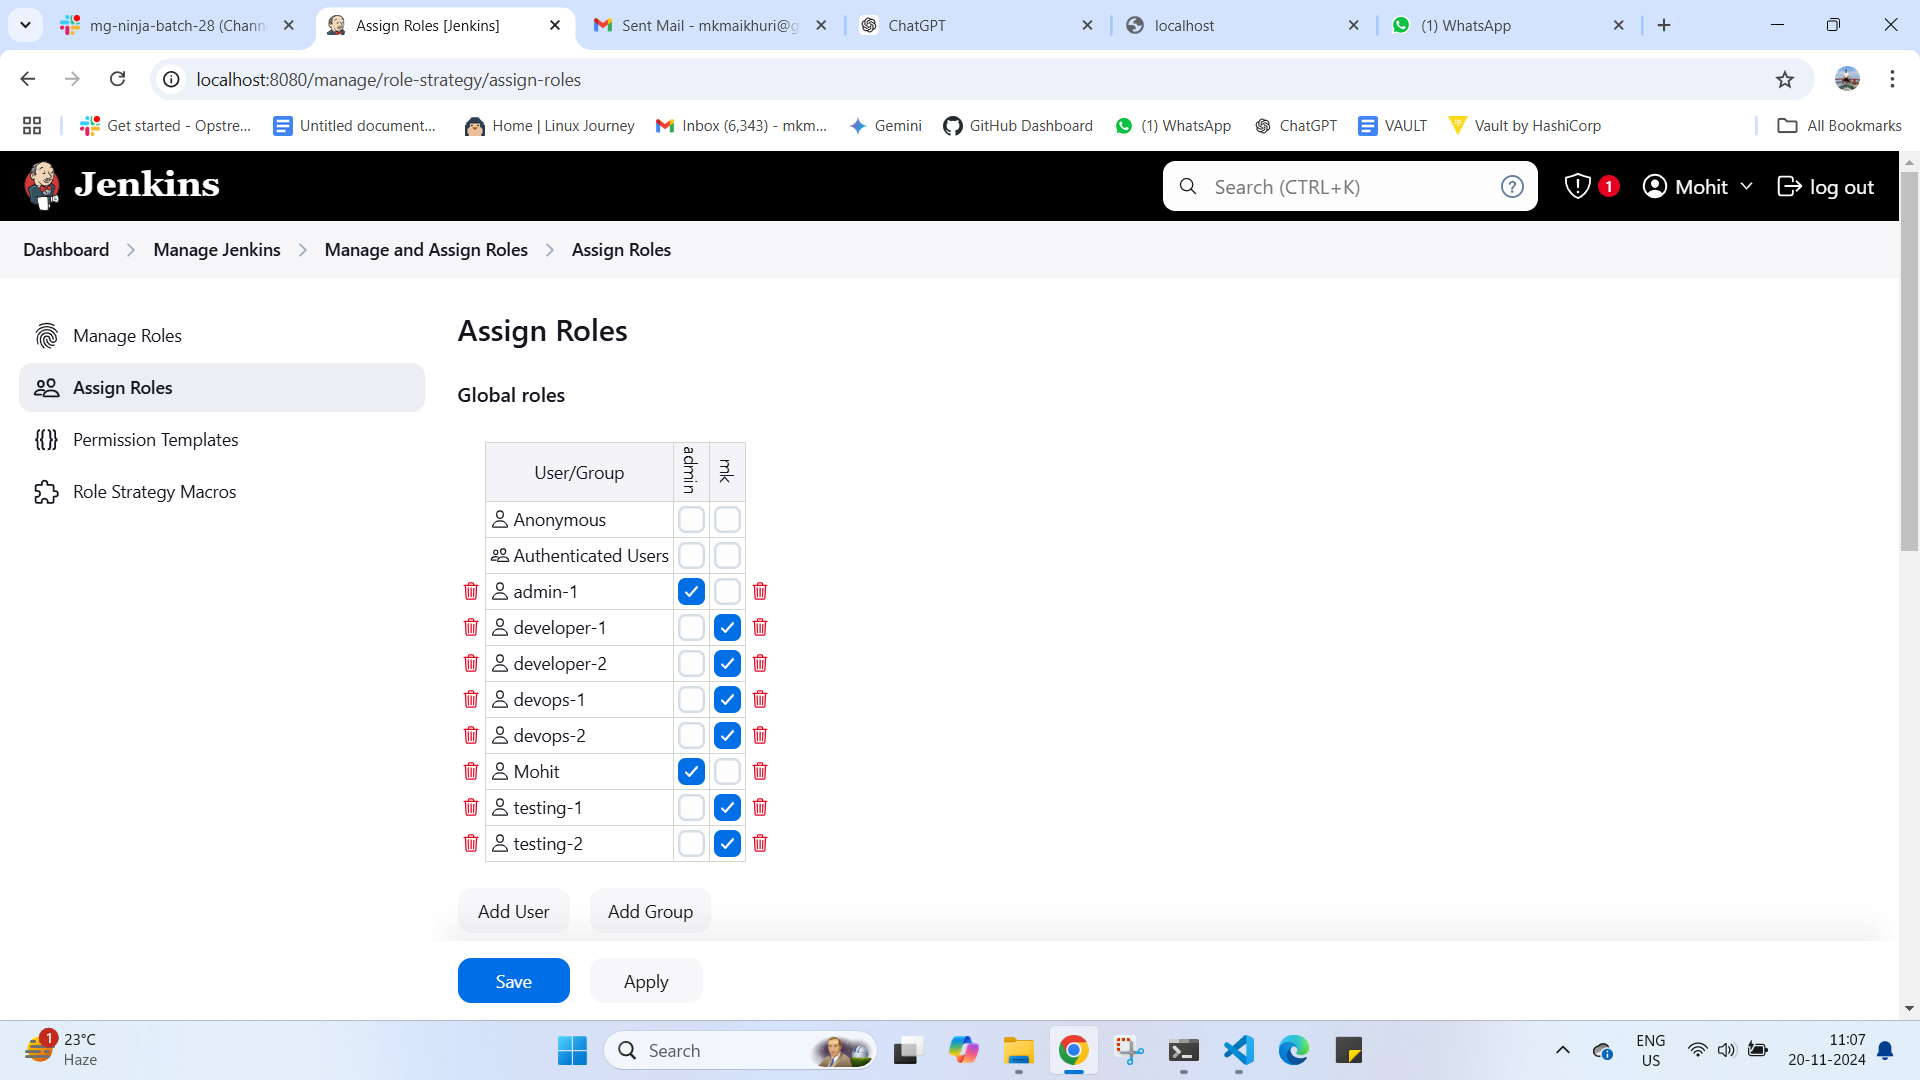 mg-ninja-batch-28 (Chann
Assign Roles [Jenkins]
Sent Mail - mkmaikhuri@g
ChatGPT
localhost
(1) WhatsApp
localhost:8080/manage/role-strategy/assign-roles
Get started - Opstre...
Untitled document...
Home | Linux Journey
Inbox (6,343) - mkm...
Gemini
GitHub Dashboard
(1) WhatsApp
ChatGPT
VAULT
Vault by HashiCorp
All Bookmarks
Jenkins
Search (CTRL+K)
1
Mohit
log out
Dashboard
Manage Jenkins
Manage and Assign Roles
Assign Roles
Manage Roles
Assign Roles
Permission Templates
Role Strategy Macros
Assign Roles
Global roles
User/Group
admin
mk
Anonymous
Authenticated Users
admin-1
developer-1
developer-2
devops-1
devops-2
Mohit
testing-1
testing-2
Add User
Add Group
Save
Apply
1
23°C
Haze
Search
ENG
US
11:07
20-11-2024